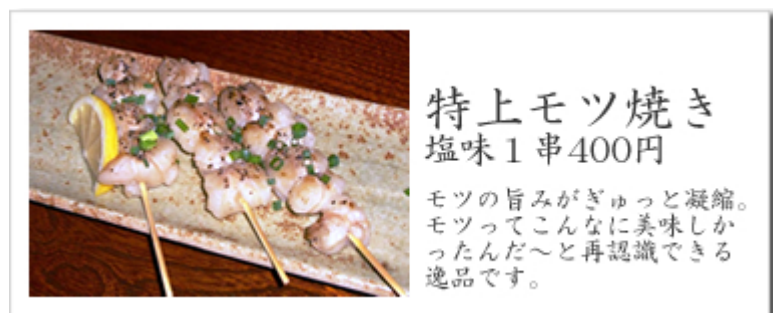 特上モツ焼き
塩味1串400円
モツの旨みがぎゅっと凝縮。
モツってこんなに美味しか
ったんだ〜と再認識できる
逸品です。